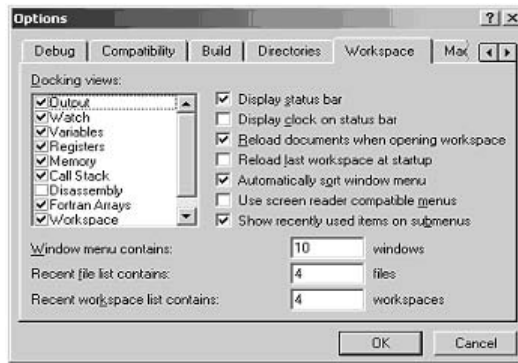 Options
Debug Compatibility Build Directories Workspace
Docking views:
Output
Watch
Variables
Registers
Memory
Call Stack
Disassembly
Fortran Arrays
Workspace
Display status bar
Display clock on status bar
Reload documents when opening workspace
Reload last workspace at startup
Automatically sort window menu
Use screen reader compatible menus
Show recently used items on submenus
Window menu contains: 10 windows
Recent file list contains: 4 files
Recent workspace list contains: 4 workspaces
OK Cancel